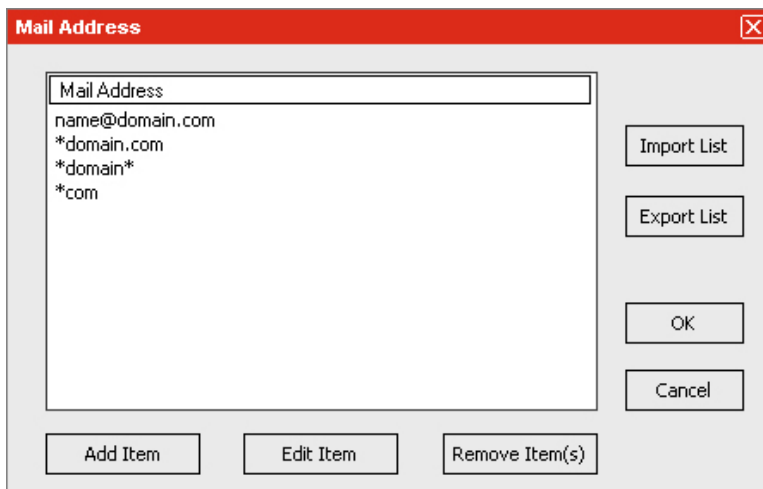 Mail Address
Mail Address
name@domain.com
*domain.com
*domain*
*com
Import List
Export List
OK
Cancel
Add Item
Edit Item
Remove Item(s)